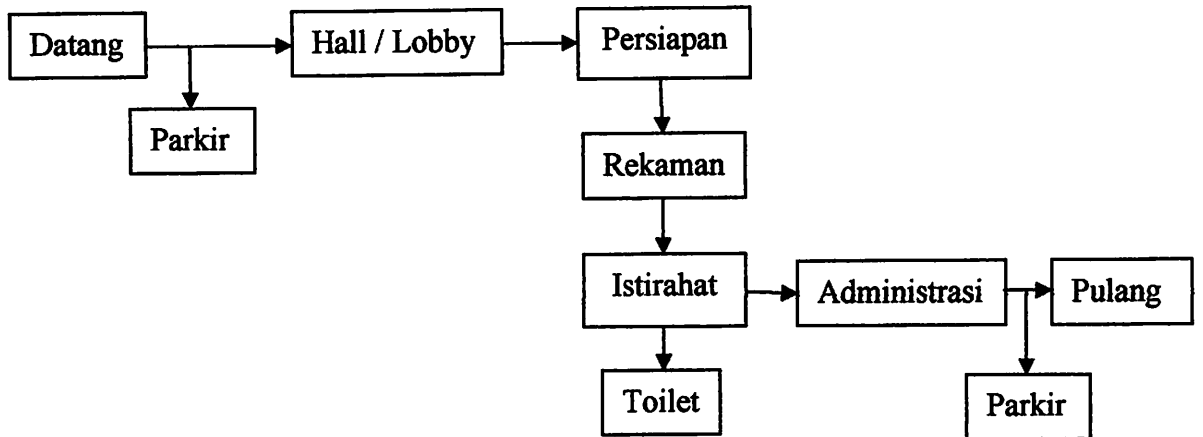 Datang
Hall / Lobby
Persiapan
Parkir
Rekaman
Istirahat
Administrasi
Pulang
Toilet
Parkir